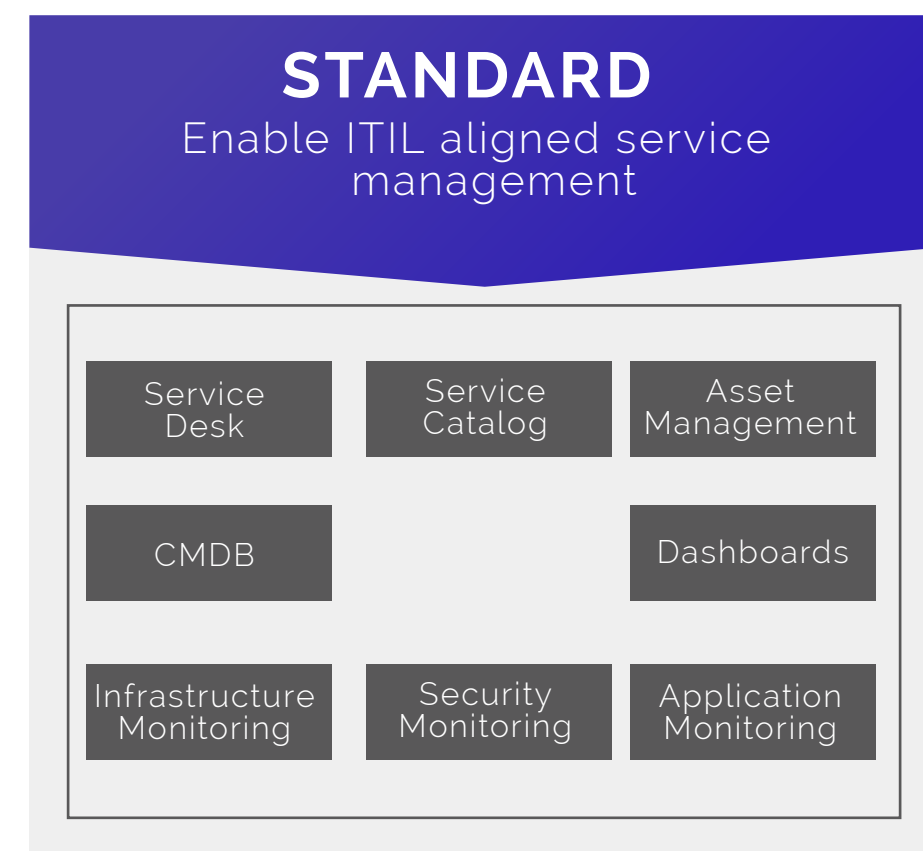 STANDARD
Enable ITIL aligned service
management
Service
Desk
Service
Catalog
Asset
Management
CMDB
Dashboards
Infrastructure
Monitoring
Security
Monitoring
Application
Monitoring